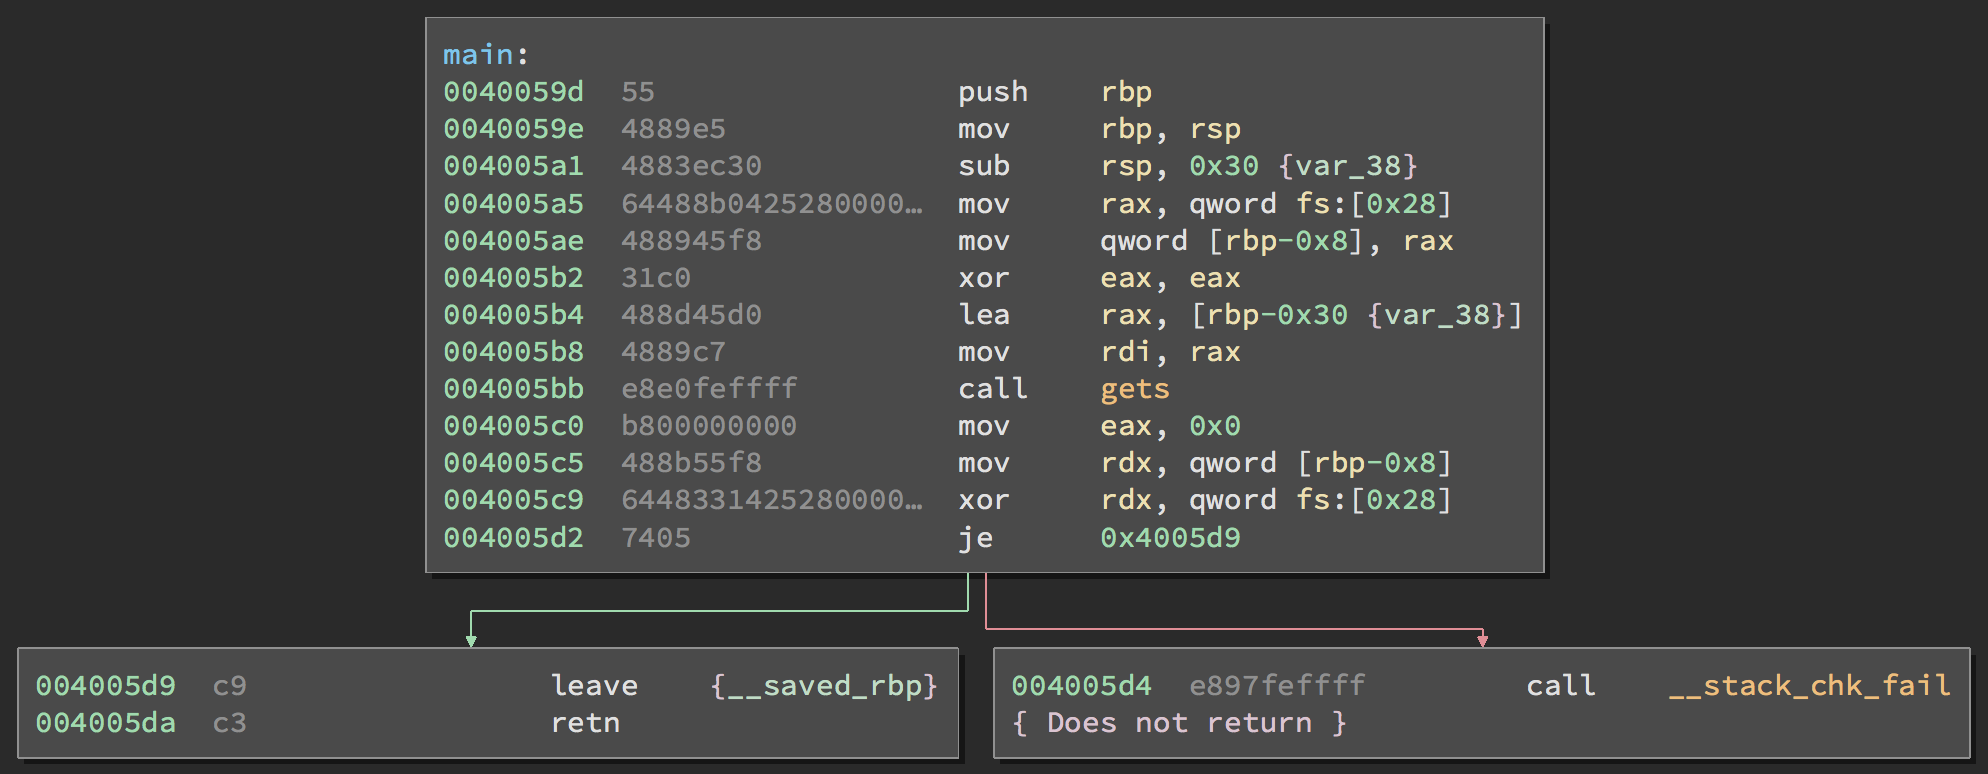 main:
0040059d 55 push rbp
0040059e 4889e5 mov rbp, rsp
004005a1 4883ec30 sub rsp, 0x30 {var_38}
004005a5 64488b0425280000… mov rax, qword fs:[0x28]
004005ae 488945f8 mov qword [rbp-0x8], rax
004005b2 31c0 xor eax, eax
004005b4 488d45d0 lea rax, [rbp-0x30 {var_38}]
004005b8 4889c7 mov rdi, rax
004005bb e8e0feffff call gets
004005c0 b800000000 mov eax, 0x0
004005c5 488b55f8 mov rdx, qword [rbp-0x8]
004005c9 6448331425280000… xor rdx, qword fs:[0x28]
004005d2 7405 je 0x4005d9
004005d9 c9 leave {__saved_rbp}
004005da c3 retn
004005d4 e897feffff call __stack_chk_fail
{ Does not return }